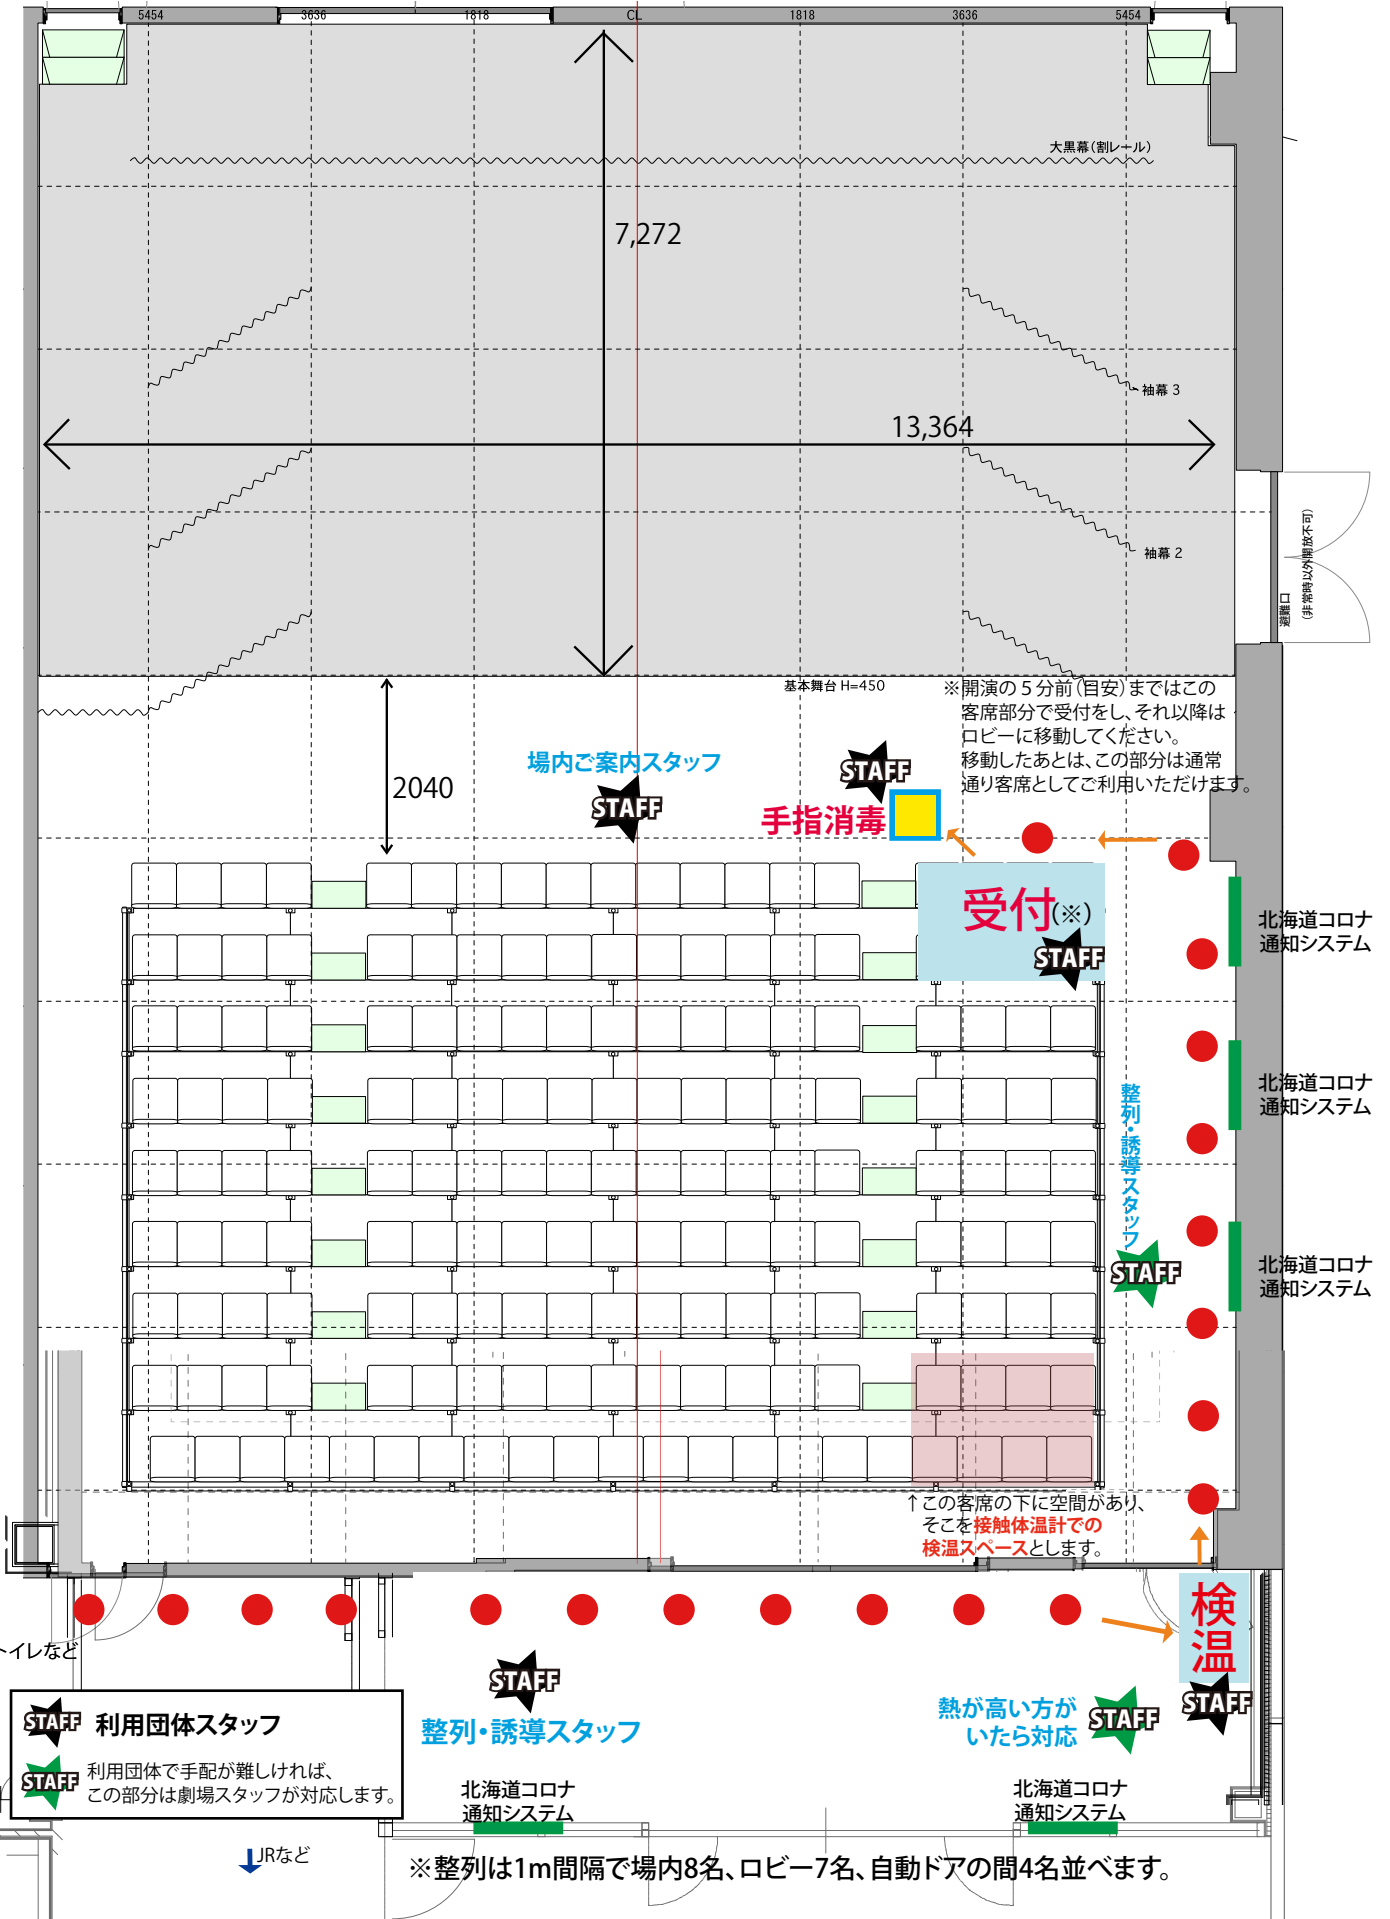 5454
3636
1818
CL
1818
3636
5454
大黒幕(割レール)
7,272
袖幕 3
13,364
袖幕 2
避難口
(非常時以外開放不可)
基本舞台 H=450
※開演の5分前(目安)まではこの
客席部分で受付をし、それ以降は
ロビーに移動してください。
移動したあとは、この部分は通常
通り客席としてご利用いただけます。
場内ご案内スタッフ
STAFF
STAFF
2040
手指消毒
受付(※)
STAFF
北海道コロナ
通知システム
北海道コロナ
通知システム
整列・誘導スタッフ
STAFF
北海道コロナ
通知システム
↑この客席の下に空間があり、
そこを接触体温計での
検温スペースとします。
検温
トイレなど
STAFF
整列・誘導スタッフ
熱が高い方が
いたら対応
STAFF
STAFF
STAFF 利用団体スタッフ
STAFF 利用団体で手配が難しければ、
この部分は劇場スタッフが対応します。
北海道コロナ
通知システム
北海道コロナ
通知システム
JRなど
※整列は1m間隔で場内8名、ロビー7名、自動ドアの間4名並べます。